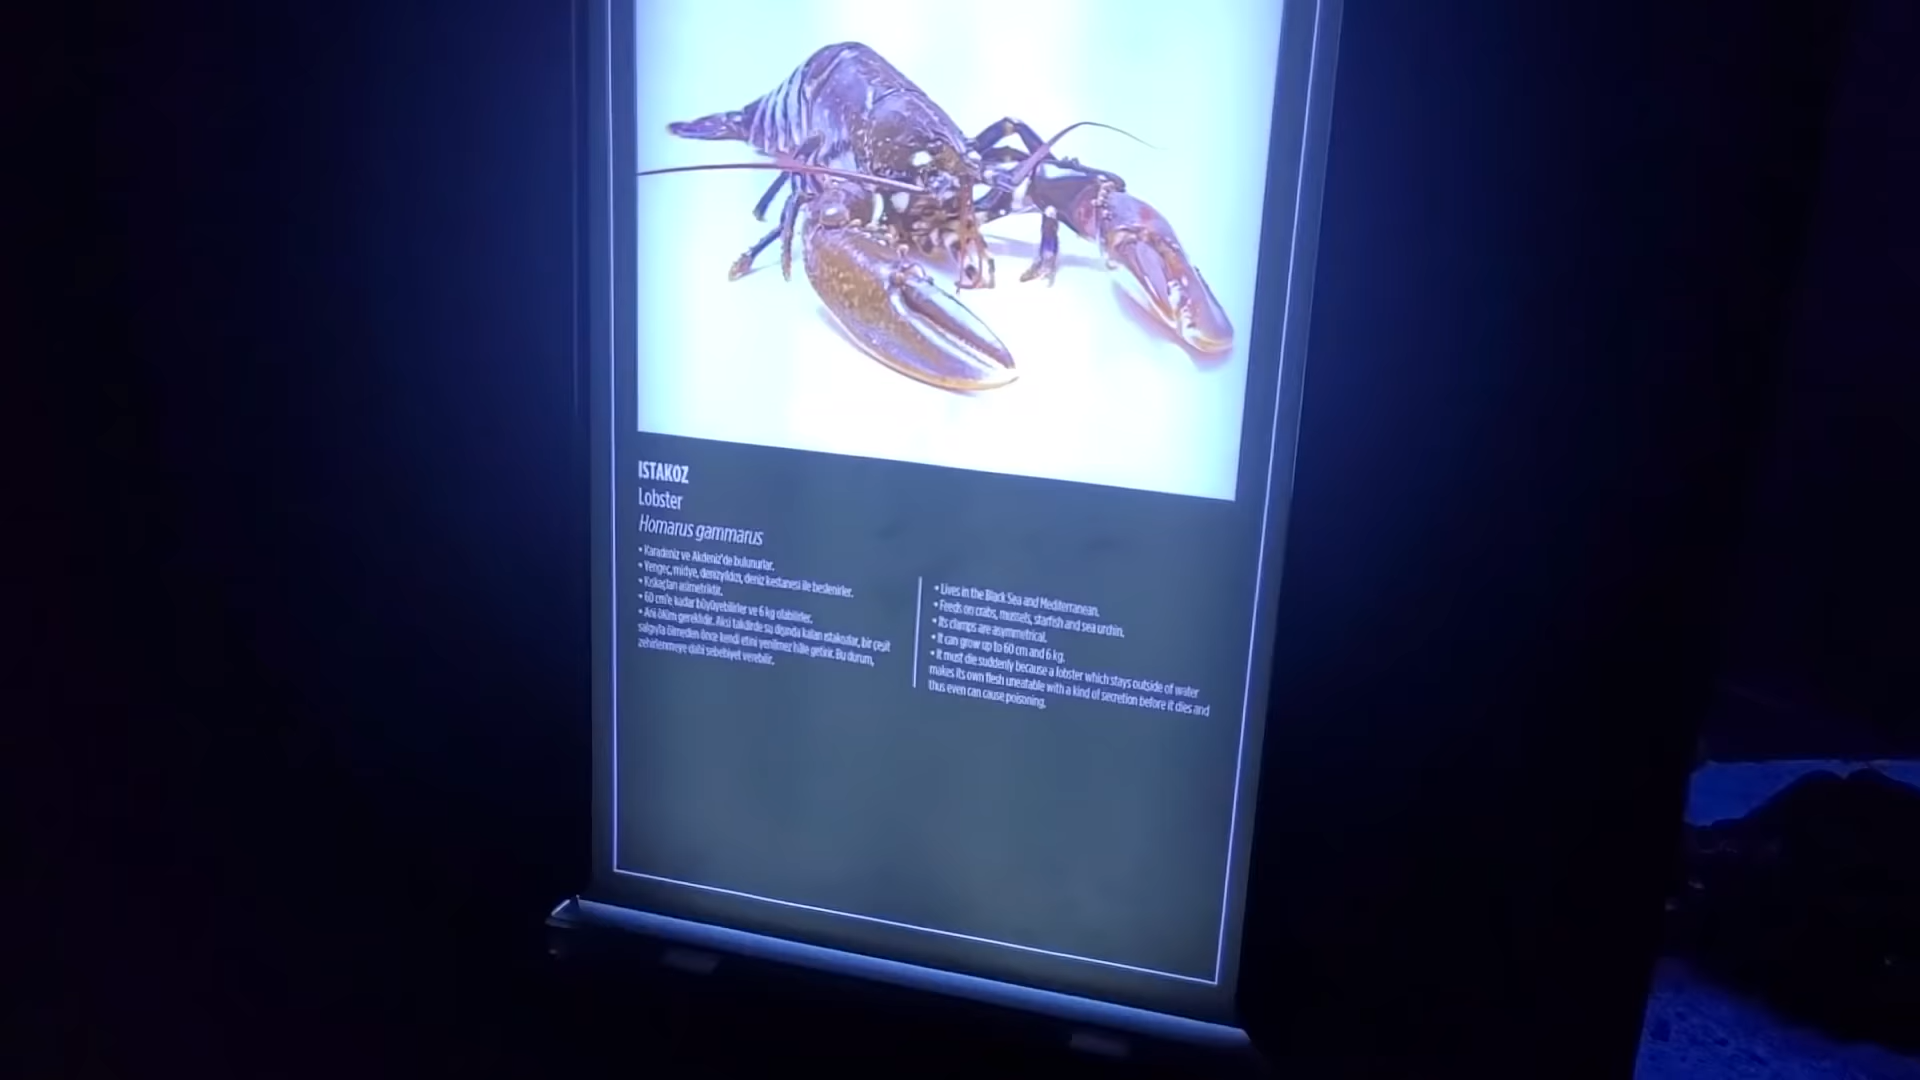 ISTAKOZ
Lobster
Homarus gammarus
• Karadeniz ve Akdeniz'de bulunurlar.
• Yengeç, midye, denizyıldızı, deniz kestanesi ile beslenirler.
• Kıskaçları asimetriktir.
• 60 cm'e kadar büyüyebilirler ve 6 kg olabilirler.
• Ani ölüm gereklidir. Aksi takdirde su dışında kalan ıstakozlar, bir çeşit
salgıyla ölmeden önce kendi etini yenilmez hâle getirir. Bu durum,
zehirlenmeye dahi sebebiyet verebilir.
• Lives in the Black Sea and Mediterranean.
• Feeds on crabs, mussels, starfish and sea urchin.
• Its clamps are asymmetrical.
• It can grow up to 60 cm and 6 kg.
• It must die suddenly because a lobster which stays outside of water
makes its own flesh uneatable with a kind of secretion before it dies and
thus even can cause poisoning.